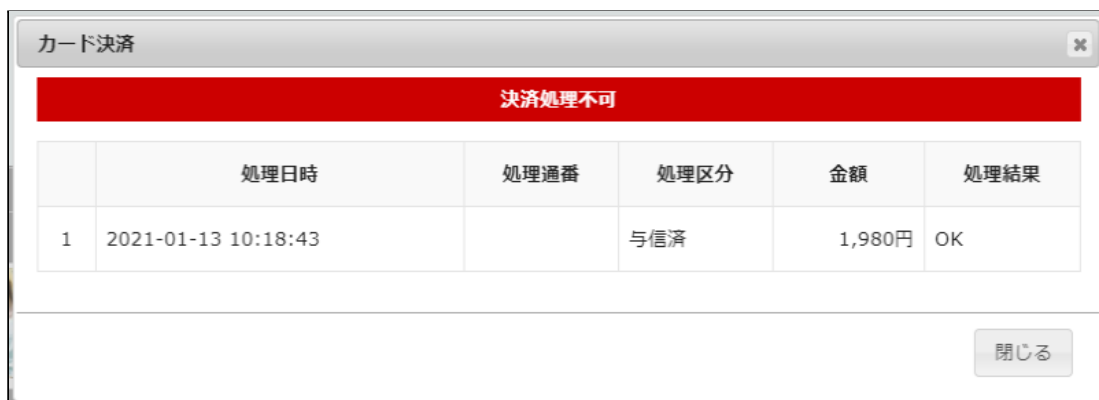 カード決済
決済処理不可
処理日時 処理通番 処理区分 金額 処理結果
1 2021-01-13 10:18:43 与信済 1,980円 OK
閉じる